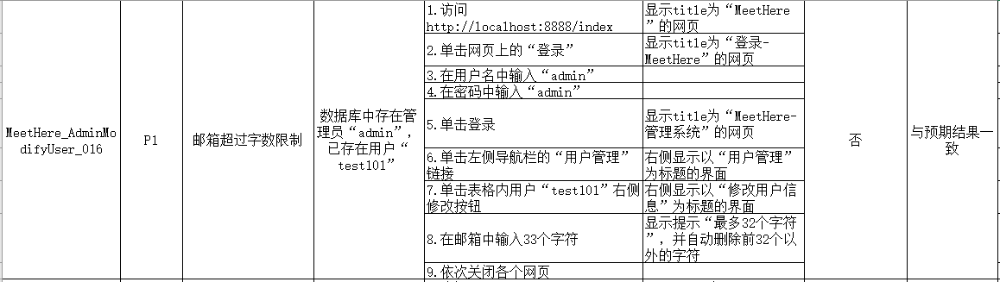 MeetHere_AdminMo
difyUser_016
P1
邮箱超过字数限制
数据库中存在管
理员“admin”，
已存在用户“
test101”
1.访问
http://localhost:8888/index
显示title为“MeetHere
”的网页
2.单击网页上的“登录”
显示title为“登录-
MeetHere”的网页
3.在用户名中输入“admin”
4.在密码中输入“admin”
5.单击登录
显示title为“MeetHere-
管理系统”的网页
6.单击左侧导航栏的“用户管理”
链接
右侧显示以“用户管理”
为标题的界面
7.单击表格内用户“test101”右侧
修改按钮
右侧显示以“修改用户信
息”为标题的界面
8.在邮箱中输入33个字符
显示提示“最多32个字符
”，并自动删除前32个以
外的字符
9.依次关闭各个网页
否
与预期结果一
致